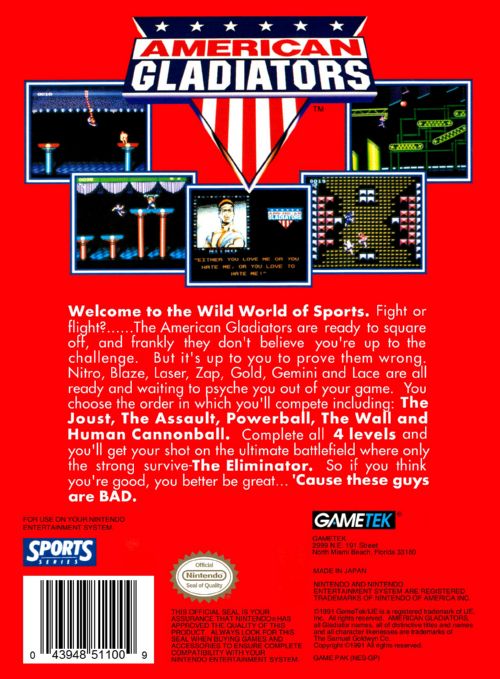 AMERICAN
GLADIATORS
TM
0010
AMERICAN
GLADIATORS
"EITHER YOU LOVE ME OR YOU
HATE ME, OR YOU LOVE TO
HATE ME!"
Welcome to the Wild World of Sports. Fight or
flight?......The American Gladiators are ready to square
off, and frankly they don't believe you're up to the
challenge. But it's up to you to prove them wrong.
Nitro, Blaze, Laser, Zap, Gold, Gemini and Lace are all
ready and waiting to psyche you out of your game. You
choose the order in which you'll compete including: The
Joust, The Assault, Powerball, The Wall and
Human Cannonball. Complete all 4 levels and
you'll get your shot on the ultimate battlefield where only
the strong survive-The Eliminator. So if you think
you're good, you better be great... 'Cause these guys
are BAD.
FOR USE ON YOUR NINTENDO
ENTERTAINMENT SYSTEM
SPORTS
SERIES
0 43948 51100 9
Official
Nintendo
Seal of Quality
THIS OFFICIAL SEAL IS YOUR
ASSURANCE THAT NINTENDO® HAS
APPROVED THE QUALITY OF THIS
PRODUCT. ALWAYS LOOK FOR THIS
SEAL WHEN BUYING GAMES AND
ACCESSORIES TO ENSURE COMPLETE
COMPATIBILITY WITH YOUR
NINTENDO ENTERTAINMENT SYSTEM.
GAMETEK®
GAMETEK
2999 N.E. 191 Street
North Miami Beach, Florida 33180
MADE IN JAPAN
NINTENDO AND NINTENDO
ENTERTAINMENT SYSTEM ARE REGISTERED
TRADEMARKS OF NINTENDO OF AMERICA INC.
©1991 GameTek/IJE is a registered trademark of IJE,
Inc. All rights reserved. AMERICAN GLADIATORS,
all Gladiator names, all of distinctive titles and names
and all character likenesses are trademarks of
The Samuel Goldwyn Co.
Copyright ©1991 All rights reserved.
GAME PAK (NES-GP)